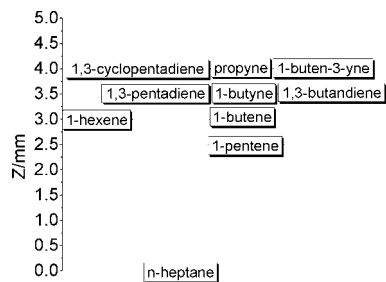 5.0
4.5
4.0
3.5
3.0
2.5
2.0
1.5
1.0
0.5
0.0
Z/mm
1,3-cyclopentadiene
propyne
1-buten-3-yne
1,3-pentadiene
1-butyne
1,3-butandiene
1-hexene
1-butene
1-pentene
n-heptane